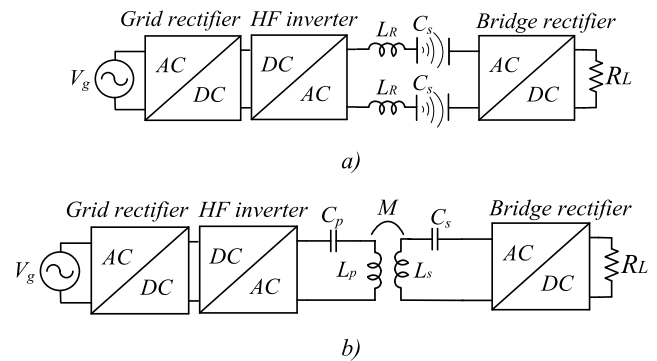 Grid rectifier HF inverter Bridge rectifier
L_R C_s
V_g AC DC DC AC AC DC R_L
L_R C_s
a)
Grid rectifier HF inverter C_p M C_s Bridge rectifier
V_g AC DC DC AC L_p L_s AC DC R_L
b)